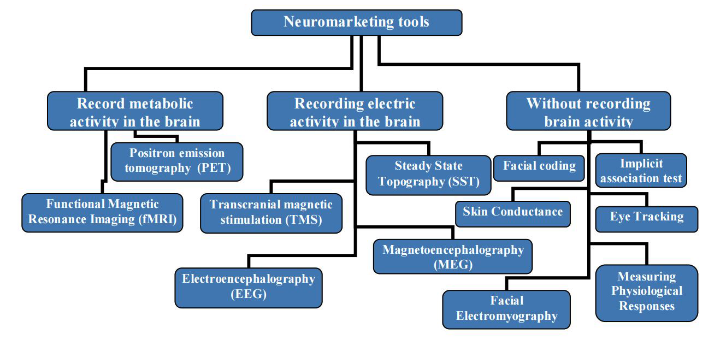 Neuromarketing tools
Record metabolic
activity in the brain
Recording electric
activity in the brain
Without recording
brain activity
Positron emission
tomography (PET)
Functional Magnetic
Resonance Imaging (fMRI)
Steady State
Topography (SST)
Transcranial magnetic
stimulation (TMS)
Magnetoencephalography
(MEG)
Electroencephalography
(EEG)
Facial coding
Implicit
association test
Skin Conductance
Eye Tracking
Facial
Electromyography
Measuring
Physiological
Responses